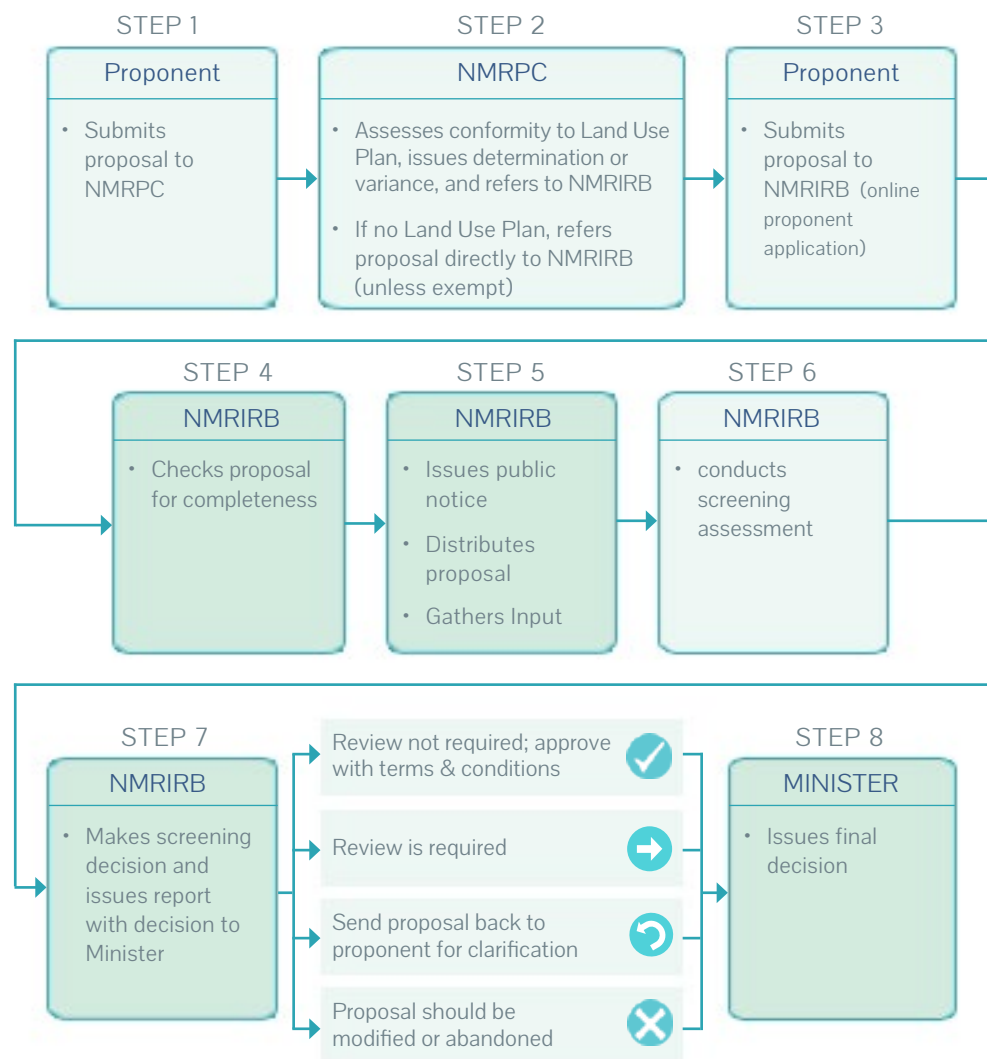 STEP 1
Proponent
• Submits
proposal to
NMRPC
STEP 2
NMRPC
• Assesses conformity to Land Use
Plan, issues determination or
variance, and refers to NMRIRB
• If no Land Use Plan, refers
proposal directly to NMRIRB
(unless exempt)
STEP 3
Proponent
• Submits
proposal to
NMRIRB (online
proponent
application)
STEP 4
NMRIRB
• Checks proposal
for completeness
STEP 5
NMRIRB
• Issues public
notice
• Distributes
proposal
• Gathers Input
STEP 6
NMRIRB
• conducts
screening
assessment
STEP 7
NMRIRB
• Makes screening
decision and
issues report
with decision to
Minister
Review not required; approve
with terms & conditions
Review is required
Send proposal back to
proponent for clarification
Proposal should be
modified or abandoned
STEP 8
MINISTER
• Issues final
decision